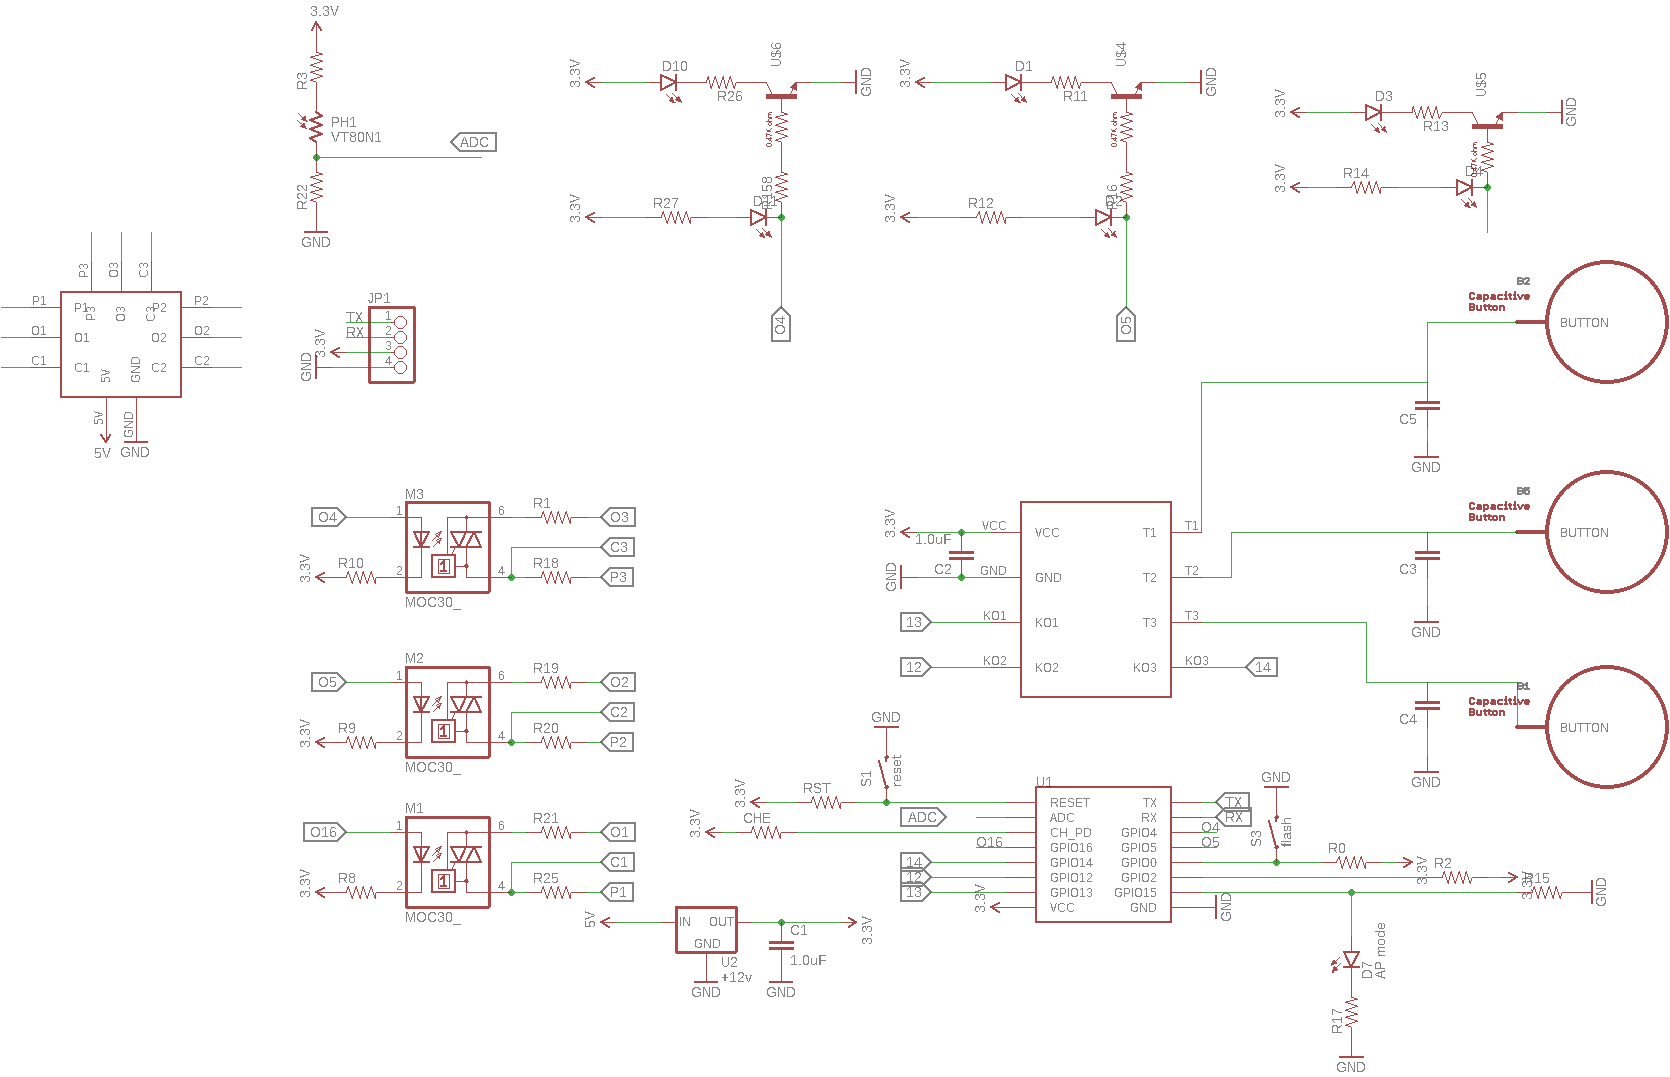 3.3V
R3
PH1
VT80N1
ADC
R22
GND
3.3V
D10
R26
U$6
GND
0.47K ohm
R158
3.3V
R27
O4
3.3V
D1
R11
U$4
GND
0.47K ohm
3.3V
R12
O5
3.3V
D3
R13
U$5
GND
3.3V
R14
D4
P3
O3
C3
P1
O1
C1
P1
P3
O3
C3
P2
O1
O2
C1
C2
5V
GND
P2
O2
C2
5V
GND
5V
GND
JP1
TX
RX
3.3V
GND
1
2
3
4
B2
Capacitive
Button
BUTTON
C5
GND
B5
Capacitive
Button
BUTTON
C3
GND
B1
Capacitive
Button
BUTTON
C4
GND
M3
O4
1
6
R1
O3
C3
3.3V
R10
2
1
4
R18
P3
MOC30_
M2
O5
1
6
R19
O2
C2
3.3V
R9
2
1
4
R20
P2
MOC30_
M1
O16
1
6
R21
O1
C1
3.3V
R8
2
1
4
R25
P1
MOC30_
3.3V
1.0uF
C2
GND
13
12
VCC
GND
KO1
KO2
VCC
GND
KO1
KO2
T1
T2
T3
KO3
T1
T2
T3
KO3
14
GND
S1
reset
3.3V
RST
3.3V
CHE
ADC
O16
14
12
13
3.3V
U1
RESET
ADC
CH_PD
GPIO16
GPIO14
GPIO12
GPIO13
VCC
TX
RX
GPIO4
GPIO5
GPIO0
GPIO2
GPIO15
GND
TX
RX
O4
O5
GND
GND
S3
flash
R0
3.3V
R2
3.3V
R15
GND
D7
AP mode
R17
GND
5V
IN
OUT
GND
U2
+12v
GND
C1
1.0uF
GND
3.3V